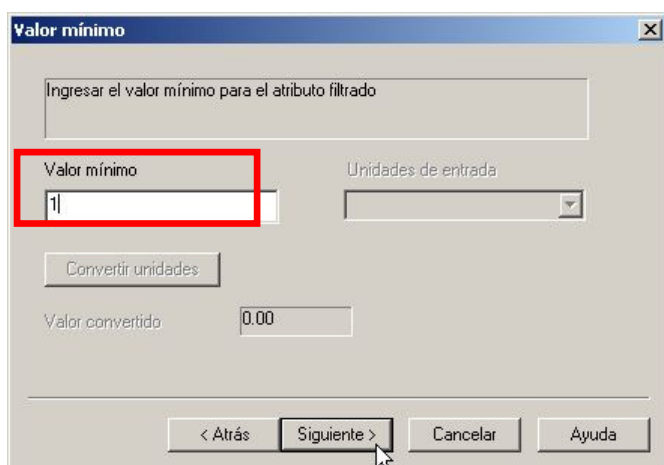 Valor mínimo
Ingresar el valor mínimo para el atributo filtrado
Valor mínimo
Unidades de entrada
1
Convertir unidades
Valor convertido
0.00
< Atrás
Siguiente >
Cancelar
Ayuda